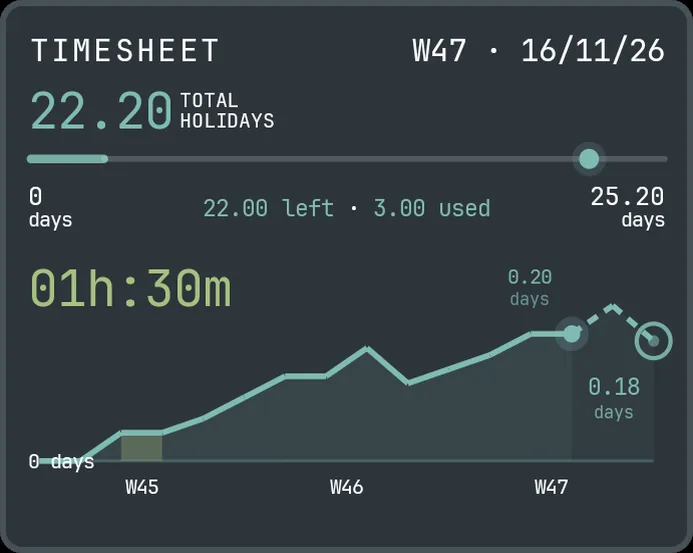 TIMESHEET
W47 · 16/11/26
22.20 TOTAL
HOLIDAYS
0
days
22.00 left · 3.00 used
25.20
days
01h:30m
0.20
days
0.18
days
0 days
W45
W46
W47